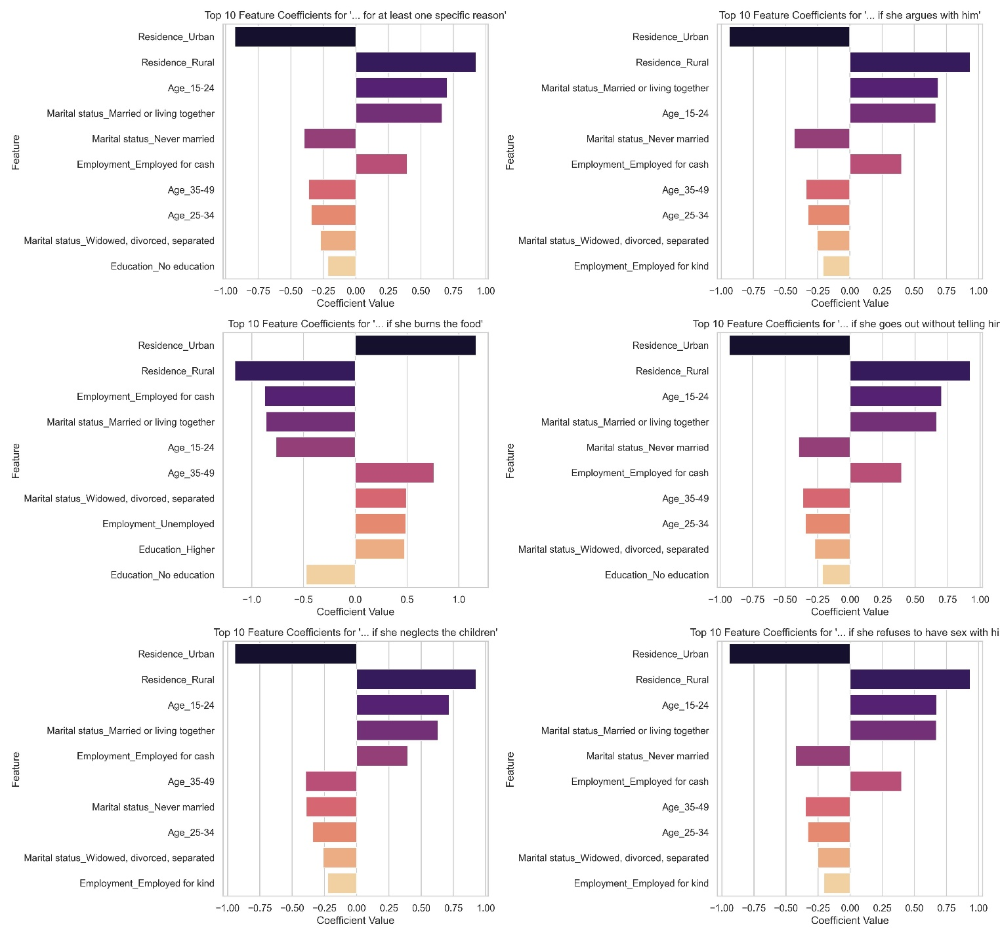 Top 10 Feature Coefficients for '... for at least one specific reason'
Feature
Residence_Urban
Residence_Rural
Age_15-24
Marital status_Married or living together
Marital status_Never married
Employment_Employed for cash
Age_35-49
Age_25-34
Marital status_Widowed, divorced, separated
Education_No education
−1.00 −0.75 −0.50 −0.25 0.00 0.25 0.50 0.75 1.00
Coefficient Value
Top 10 Feature Coefficients for '... if she argues with him'
Feature
Residence_Urban
Residence_Rural
Marital status_Married or living together
Age_15-24
Marital status_Never married
Employment_Employed for cash
Age_35-49
Age_25-34
Marital status_Widowed, divorced, separated
Employment_Employed for kind
−1.00 −0.75 −0.50 −0.25 0.00 0.25 0.50 0.75 1.00
Coefficient Value
Top 10 Feature Coefficients for '... if she burns the food'
Feature
Residence_Urban
Residence_Rural
Employment_Employed for cash
Marital status_Married or living together
Age_15-24
Age_35-49
Marital status_Widowed, divorced, separated
Employment_Unemployed
Education_Higher
Education_No education
−1.0 −0.5 0.0 0.5 1.0
Coefficient Value
Top 10 Feature Coefficients for '... if she goes out without telling
Feature
Residence_Urban
Residence_Rural
Age_15-24
Marital status_Married or living together
Marital status_Never married
Employment_Employed for cash
Age_35-49
Age_25-34
Marital status_Widowed, divorced, separated
Education_No education
−1.00 −0.75 −0.50 −0.25 0.00 0.25 0.50 0.75 1.00
Coefficient Value
Top 10 Feature Coefficients for '... if she neglects the children'
Feature
Residence_Urban
Residence_Rural
Age_15-24
Marital status_Married or living together
Employment_Employed for cash
Age_35-49
Marital status_Never married
Age_25-34
Marital status_Widowed, divorced, separated
Employment_Employed for kind
−1.00 −0.75 −0.50 −0.25 0.00 0.25 0.50 0.75 1.00
Coefficient Value
Top 10 Feature Coefficients for '... if she refuses to have sex with hi
Feature
Residence_Urban
Residence_Rural
Age_15-24
Marital status_Married or living together
Marital status_Never married
Employment_Employed for cash
Age_35-49
Age_25-34
Marital status_Widowed, divorced, separated
Employment_Employed for kind
−1.00 −0.75 −0.50 −0.25 0.00 0.25 0.50 0.75 1.00
Coefficient Value